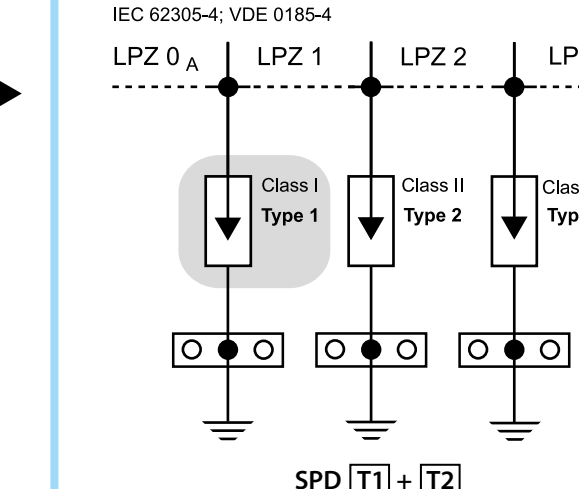 IEC 62305-4; VDE 0185-4
LPZ 0 A LPZ 1 LPZ 2
Class I Class II
Type 1 Type 2
SPD T1 + T2